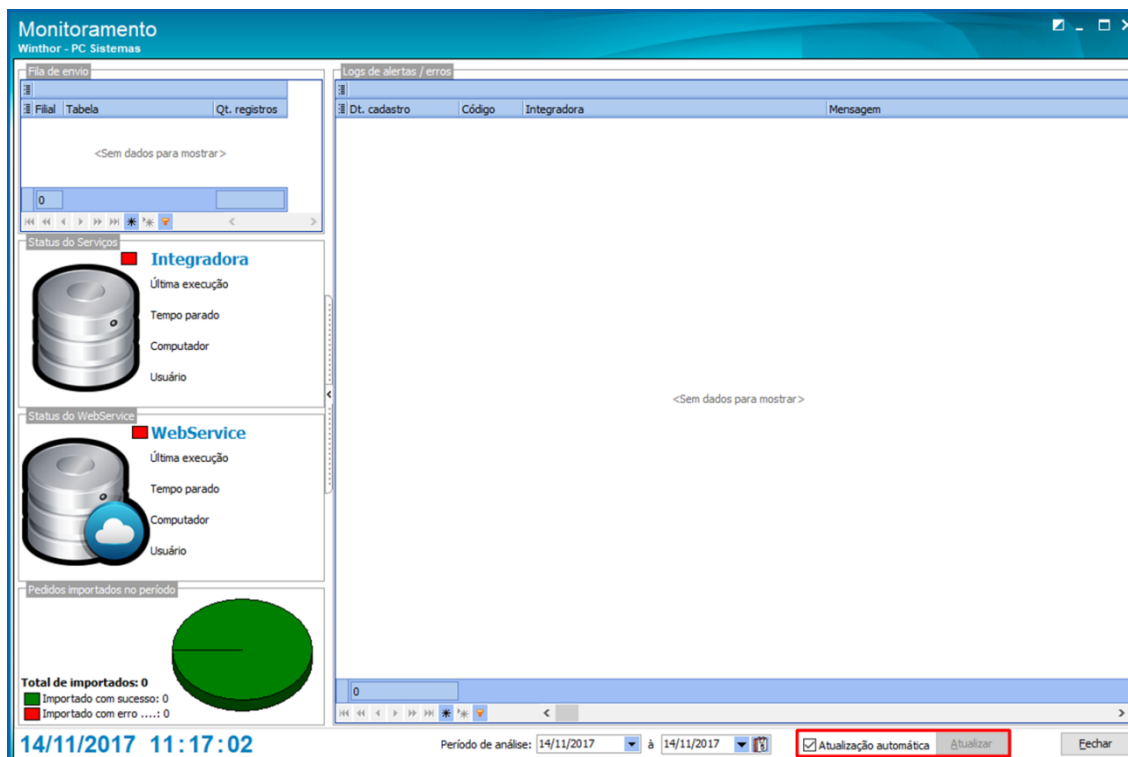 Monitoramento
Winthor - PC Sistemas
Fila de envio
Filial Tabela Qt. registros
<Sem dados para mostrar>
0
Status do Serviços
Integradora
Última execução
Tempo parado
Computador
Usuário
Status do WebService
WebService
Última execução
Tempo parado
Computador
Usuário
Pedidos importados no período
Total de importados: 0
Importado com sucesso: 0
Importado com erro ....: 0
Logs de alertas / erros
Dt. cadastro Código Integradora Mensagem
<Sem dados para mostrar>
0
14/11/2017 11:17:02
Período de análise: 14/11/2017 à 14/11/2017 Atualização automática Atualizar Fechar